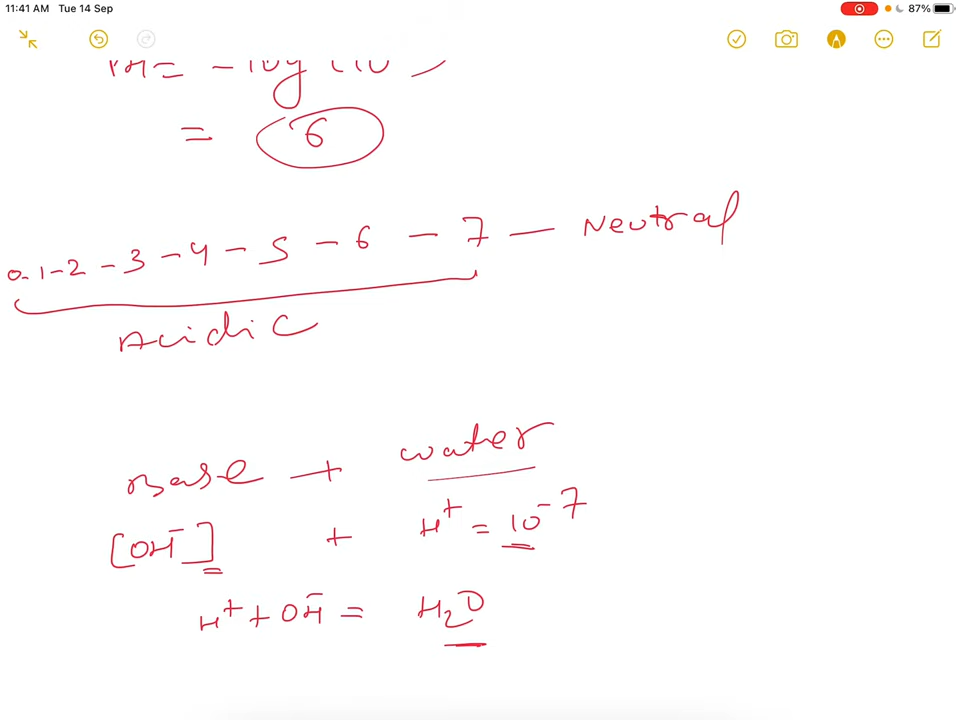 11:41 AM Tue 14 Sep 87%
= 6
0-1-2-3-4-5-6-7 — Neutral
Acidic
Base + water
[OH⁻] + H⁺ = 10⁻⁷
H⁺ + OH⁻ = H₂O